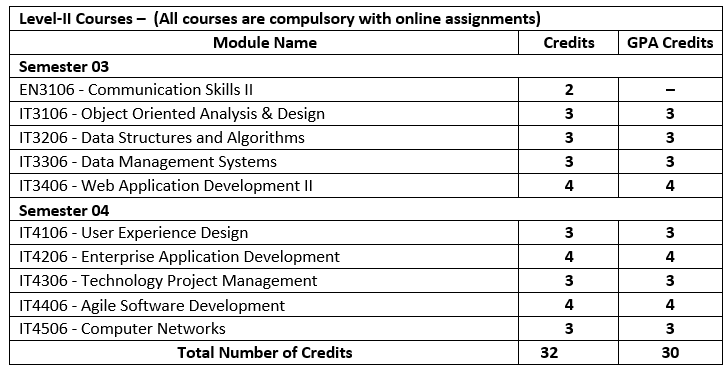 Level-II Courses – (All courses are compulsory with online assignments)
Module Name Credits GPA Credits
Semester 03
EN3106 - Communication Skills II 2 –
IT3106 - Object Oriented Analysis & Design 3 3
IT3206 - Data Structures and Algorithms 3 3
IT3306 - Data Management Systems 3 3
IT3406 - Web Application Development II 4 4
Semester 04
IT4106 - User Experience Design 3 3
IT4206 - Enterprise Application Development 4 4
IT4306 - Technology Project Management 3 3
IT4406 - Agile Software Development 4 4
IT4506 - Computer Networks 3 3
Total Number of Credits 32 30